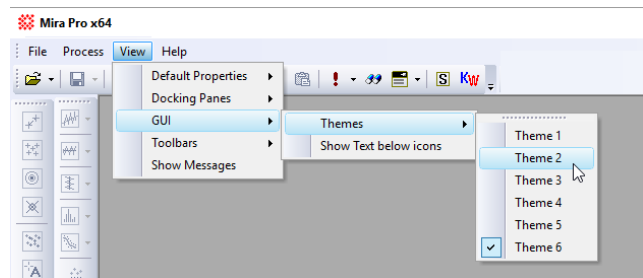 Mira Pro x64
File Process View Help
S KW
Default Properties
Docking Panes
GUI
Toolbars
Show Messages
Themes
Show Text below icons
Theme 1
Theme 2
Theme 3
Theme 4
Theme 5
Theme 6
A